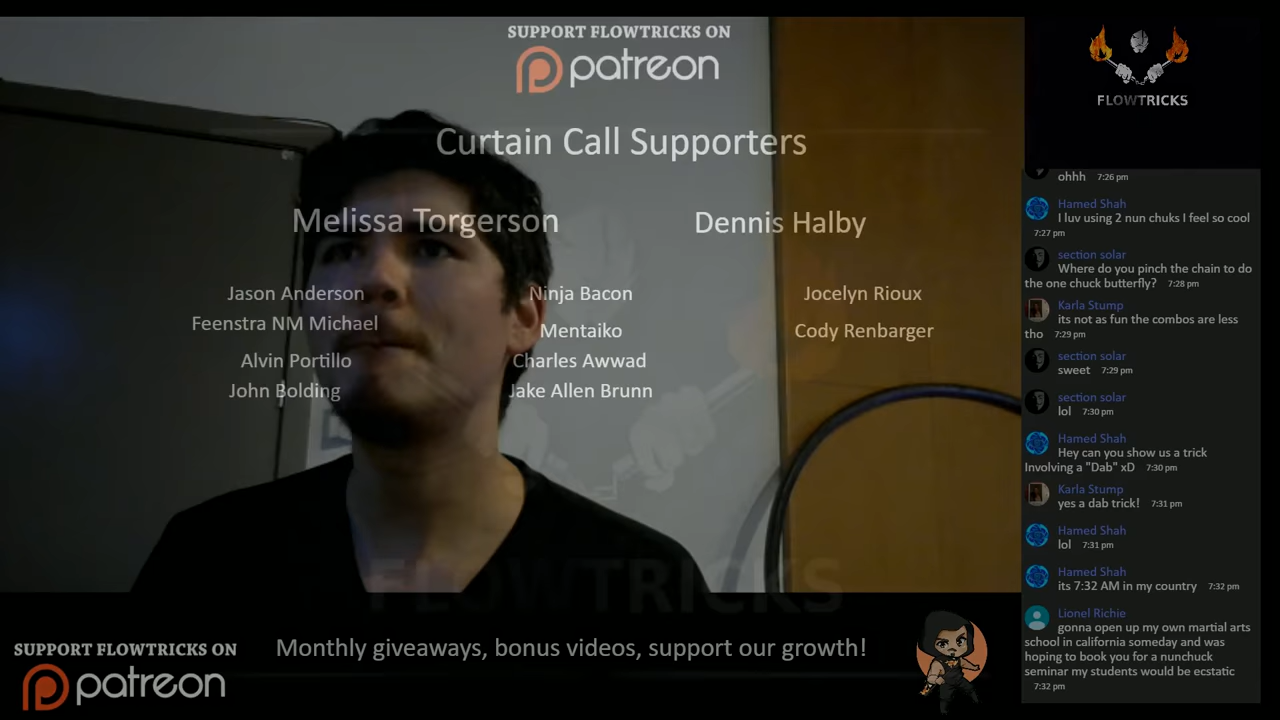 SUPPORT FLOWTRICKS ON
patreon
Curtain Call Supporters
Melissa Torgerson
Dennis Halby
Jason Anderson
Ninja Bacon
Jocelyn Rioux
Feenstra NM Michael
Mentaiko
Cody Renbarger
Alvin Portillo
Charles Awwad
John Bolding
Jake Allen Brunn
FLOWTRICKS
SUPPORT FLOWTRICKS ON
patreon
Monthly giveaways, bonus videos, support our growth!
FLOWTRICKS
ohhh 7:26 pm
Hamed Shah
I luv using 2 nun chuks I feel so cool
7:27 pm
section solar
Where do you pinch the chain to do
the one chuck butterfly? 7:28 pm
Karla Stump
its not as fun the combos are less
tho 7:29 pm
section solar
sweet 7:29 pm
section solar
lol 7:30 pm
Hamed Shah
Hey can you show us a trick
Involving a "Dab" xD 7:30 pm
Karla Stump
yes a dab trick! 7:31 pm
Hamed Shah
lol 7:31 pm
Hamed Shah
its 7:32 AM in my country 7:32 pm
Lionel Richie
gonna open up my own martial arts
school in california someday and was
hoping to book you for a nunchuck
seminar my students would be ecstatic
7:32 pm